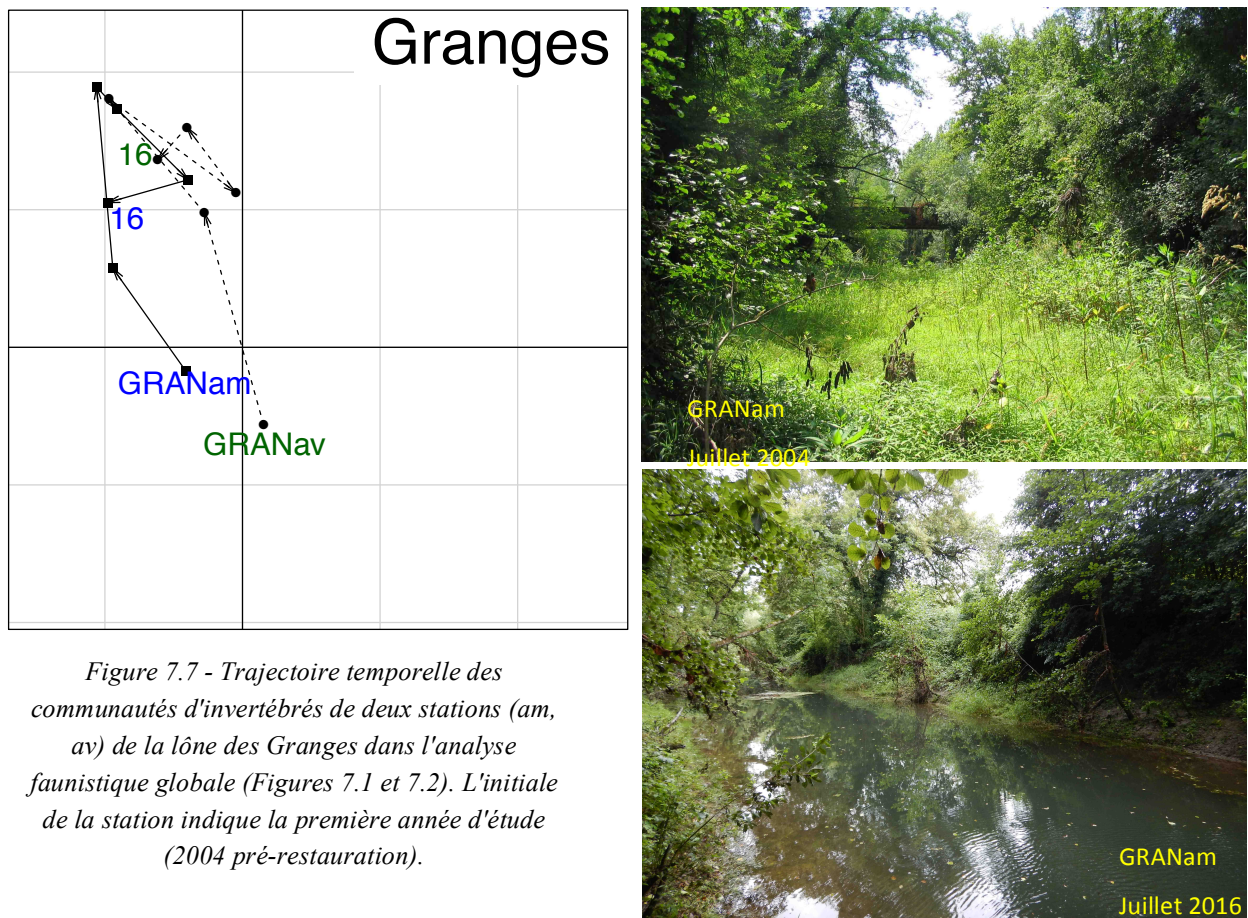 Granges
16
16
GRANam
GRANav
Figure 7.7 - Trajectoire temporelle des
communautés d'invertébrés de deux stations (am,
av) de la lône des Granges dans l'analyse
faunistique globale (Figures 7.1 et 7.2). L'initiale
de la station indique la première année d'étude
(2004 pré-restauration).
GRANam
Juillet 2004
GRANam
Juillet 2016